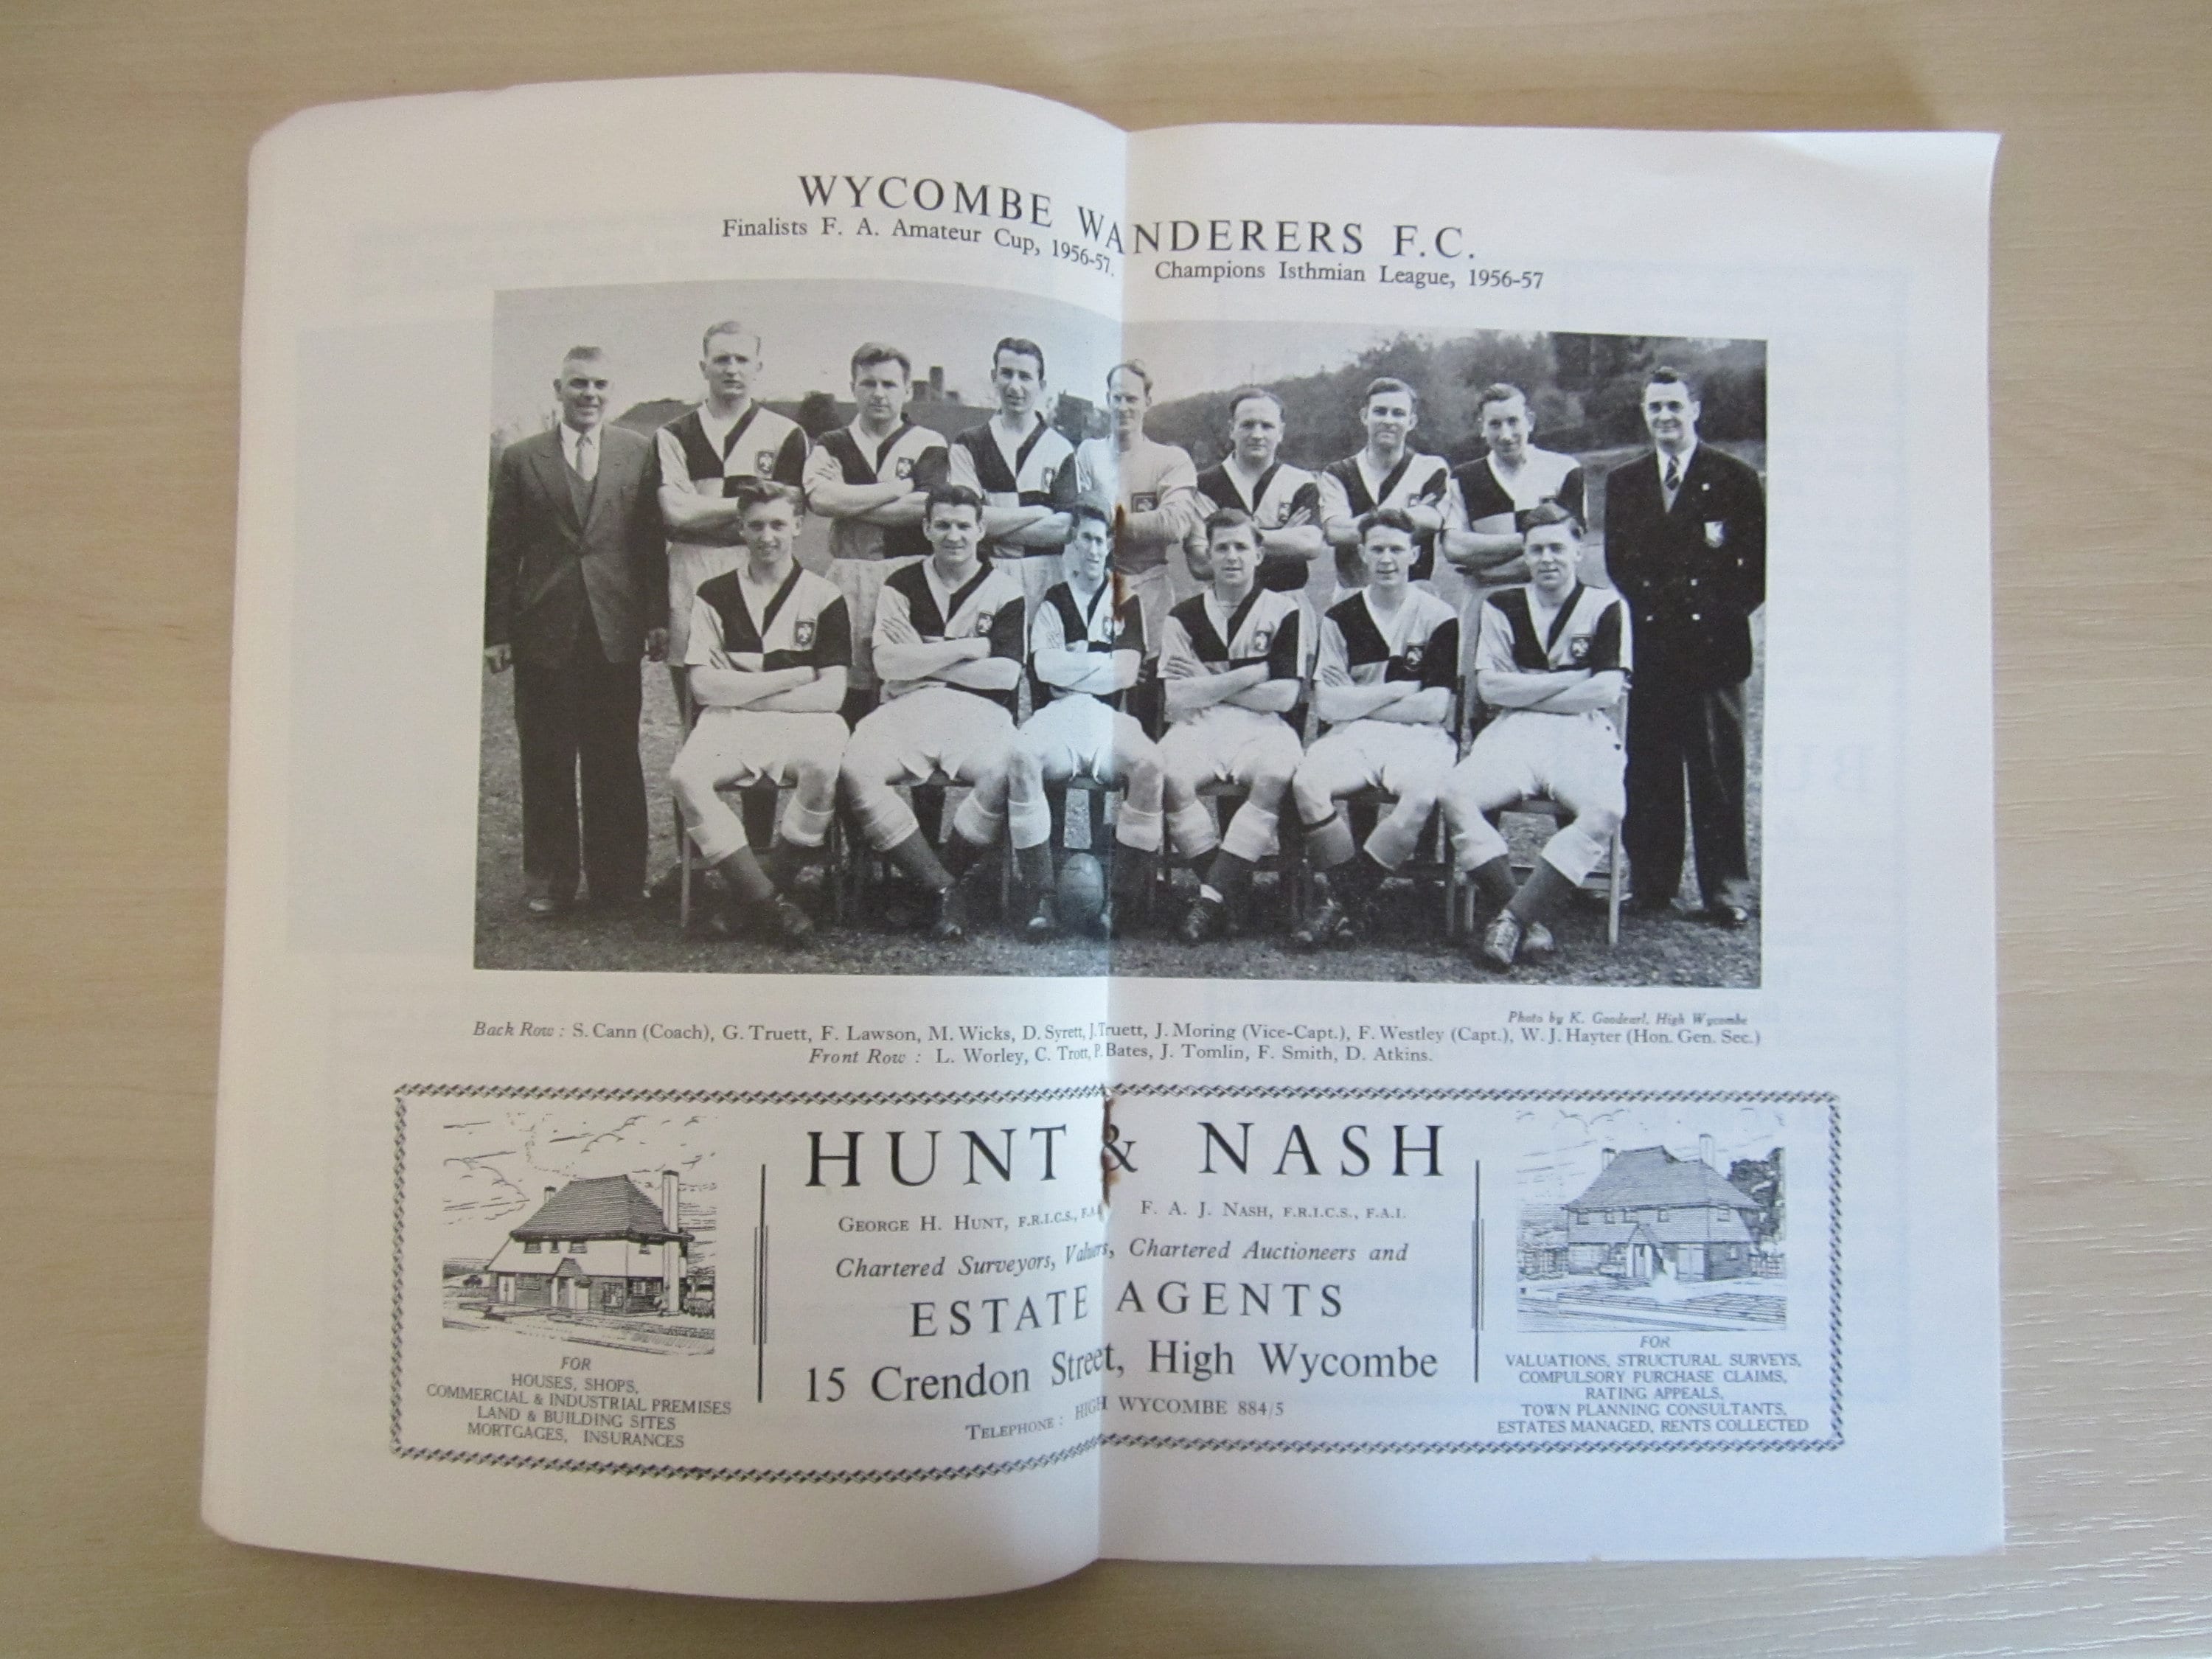 WYCOMBE WANDERERS F.C.
Finalists F. A. Amateur Cup, 1956-57. Champions Isthmian League, 1956-57
Photo by K. Goodearl, High Wycombe
Back Row : S. Cann (Coach), G. Truett, F. Lawson, M. Wicks, D. Syrett, J. Truett, J. Moring (Vice-Capt.), F. Westley (Capt.), W. J. Hayter (Hon. Gen. Sec.)
Front Row : L. Worley, C. Trott, P. Bates, J. Tomlin, F. Smith, D. Atkins.
HUNT & NASH
GEORGE H. HUNT, F.R.I.C.S., F. A. J. NASH, F.R.I.C.S., F.A.I.
Chartered Surveyors, Valuers, Chartered Auctioneers and
ESTATE AGENTS
15 Crendon Street, High Wycombe
TELEPHONE : HIGH WYCOMBE 884/5
FOR
HOUSES, SHOPS,
COMMERCIAL & INDUSTRIAL PREMISES
LAND & BUILDING SITES
MORTGAGES, INSURANCES
FOR
VALUATIONS, STRUCTURAL SURVEYS,
COMPULSORY PURCHASE CLAIMS,
RATING APPEALS,
TOWN PLANNING CONSULTANTS,
ESTATES MANAGED, RENTS COLLECTED